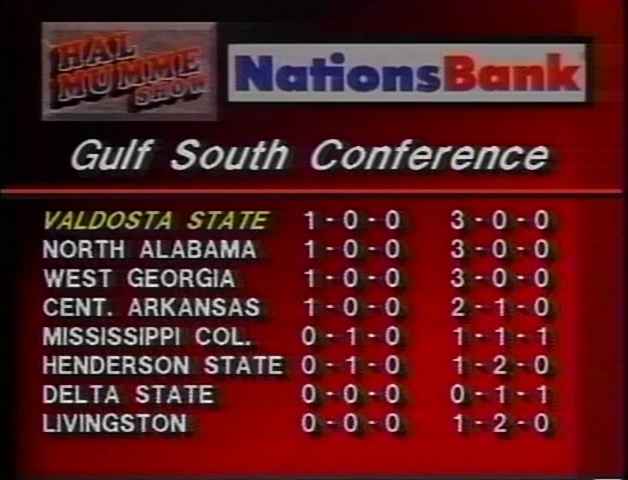 HAL
MUMME
SHOW
NationsBank
Gulf South Conference
VALDOSTA STATE 1-0-0 3-0-0
NORTH ALABAMA 1-0-0 3-0-0
WEST GEORGIA 1-0-0 3-0-0
CENT. ARKANSAS 1-0-0 2-1-0
MISSISSIPPI COL. 0-1-0 1-1-1
HENDERSON STATE 0-1-0 1-2-0
DELTA STATE 0-0-0 0-1-1
LIVINGSTON 0-0-0 1-2-0